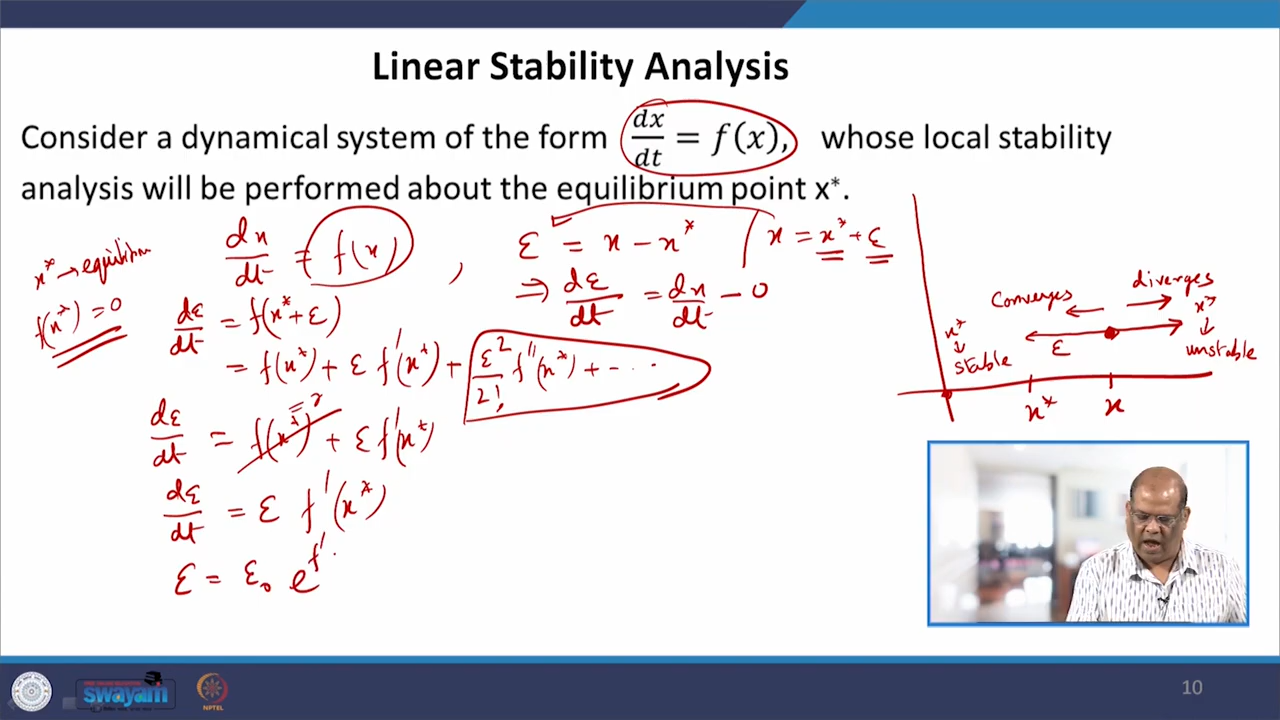 Linear Stability Analysis
Consider a dynamical system of the form dx/dt = f(x), whose local stability
analysis will be performed about the equilibrium point x*.
x* → equilibrium
f(x*) = 0
dx/dt = f(x) ,
ε = x - x* | x = x* + ε
⇒ dε/dt = dx/dt - 0
dε/dt = f(x* + ε)
= f(x*) + ε f'(x*) + ε²/2! f''(x*) + - - -
dε/dt = f(x*) + ε f'(x*)
dε/dt = ε f'(x*)
ε = ε₀ e^f'
Converges
diverges
x*
↓
stable
ε
x*
↓
unstable
x*
x
swayam
NPTEL
10